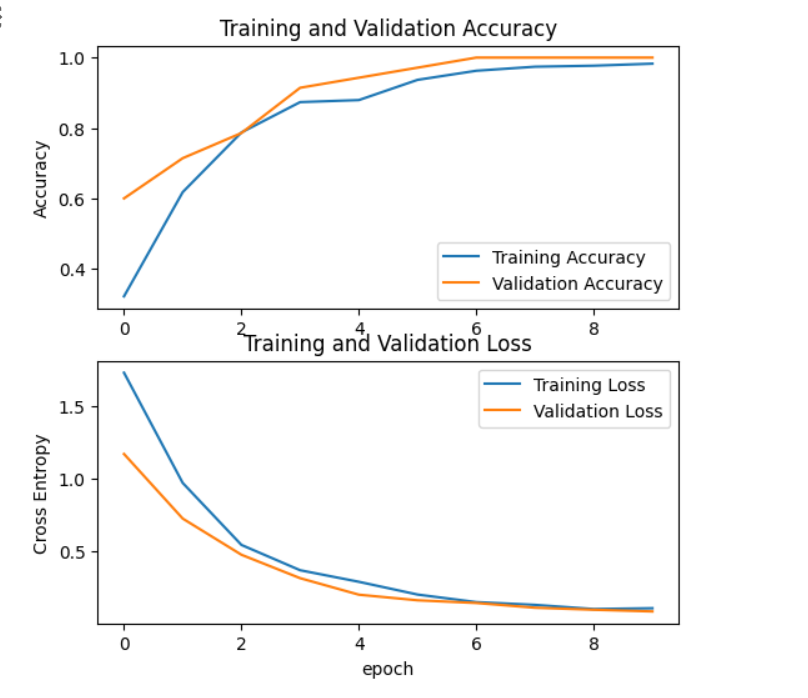 Training and Validation Accuracy
Accuracy
1.0
0.8
0.6
0.4
Training Accuracy
Validation Accuracy
0 2 4 6 8
Training and Validation Loss
Cross Entropy
1.5
1.0
0.5
Training Loss
Validation Loss
0 2 4 6 8
epoch